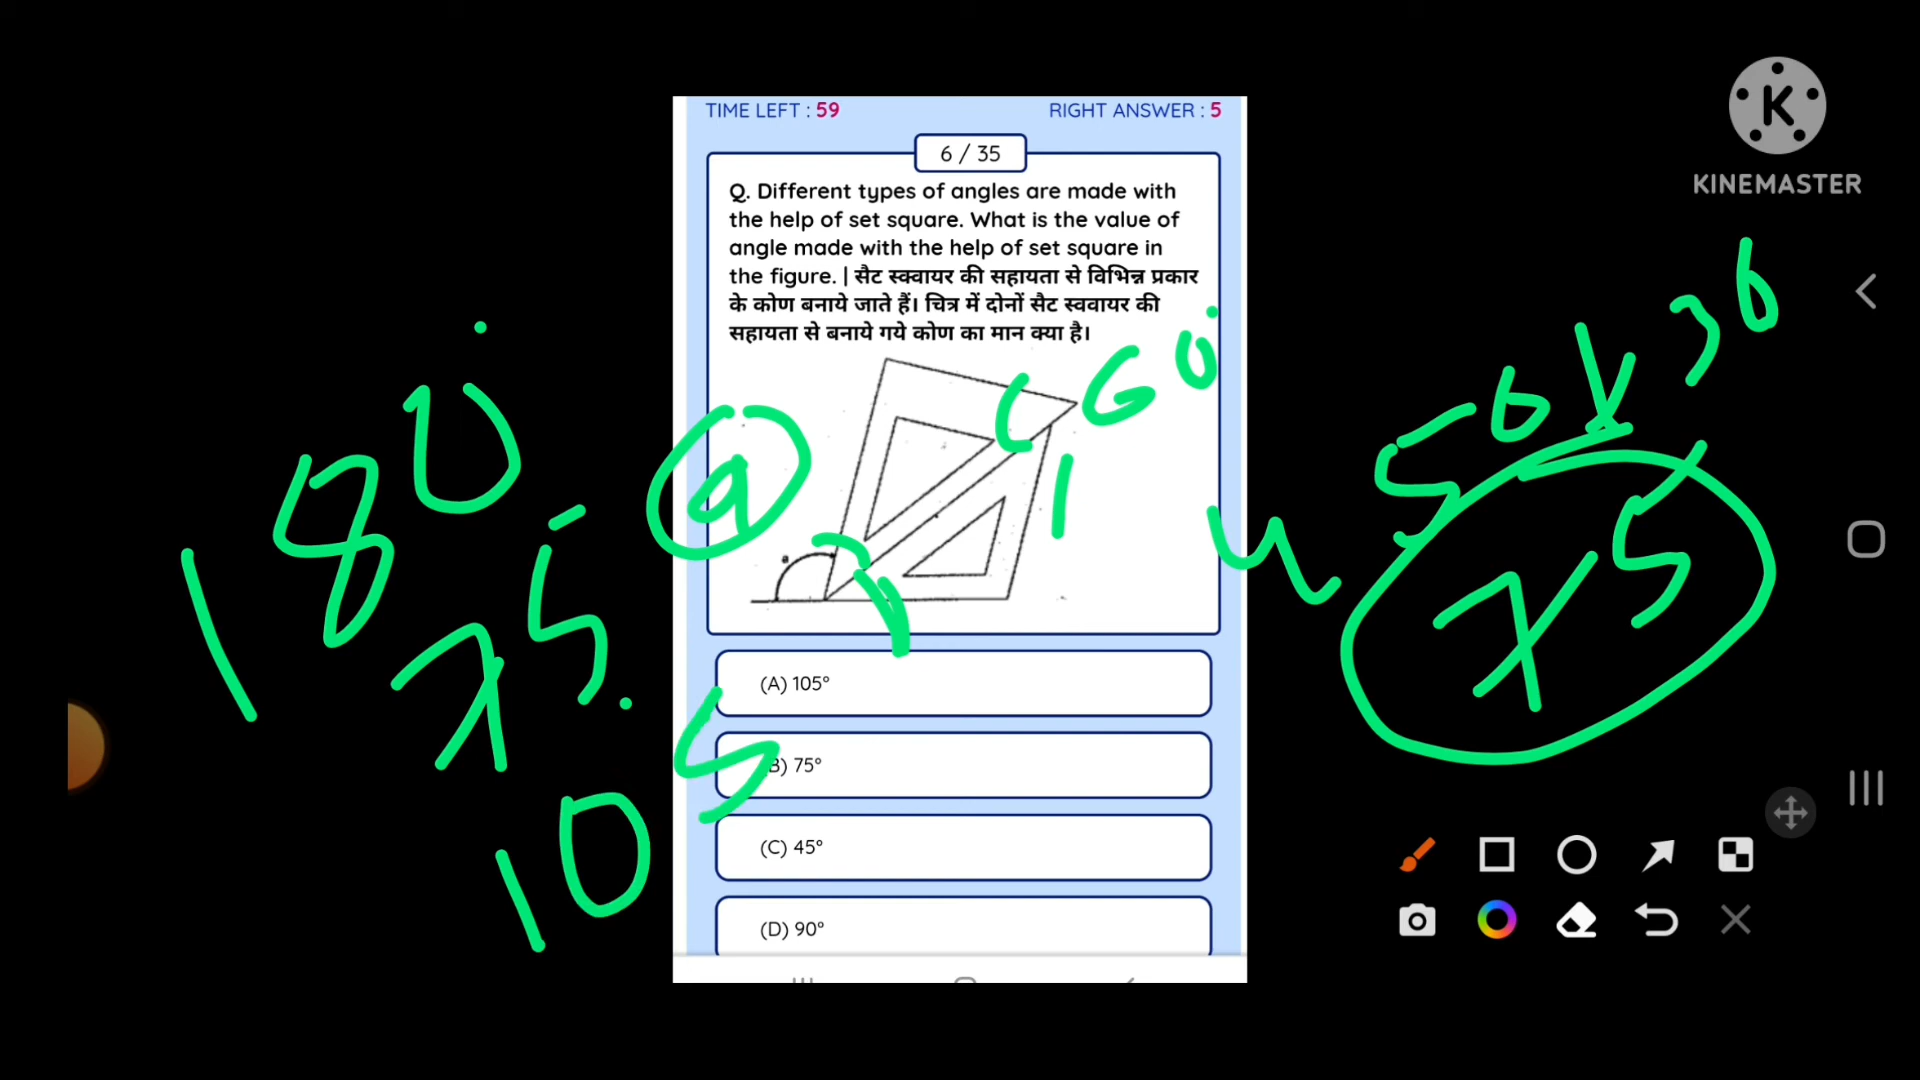 TIME LEFT : 59
RIGHT ANSWER : 5
6 / 35
KINEMASTER
Q. Different types of angles are made with
the help of set square. What is the value of
angle made with the help of set square in
the figure. | सैट स्क्वायर की सहायता से विभिन्न प्रकार
के कोण बनाये जाते हैं। चित्र में दोनों सैट स्ववायर की
सहायता से बनाये गये कोण का मान क्या है।
60°
180°
75°
105
45
75
a
(A) 105°
(B) 75°
(C) 45°
(D) 90°